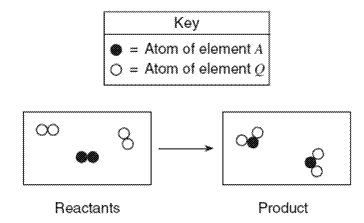 Key
= Atom of element A
= Atom of element Q
Reactants
Product